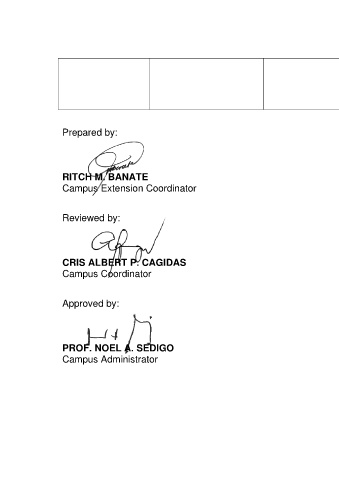 Prepared by:
RITCH M. BANATE
Campus Extension Coordinator
Reviewed by:
CRIS ALBERT P. CAGIDAS
Campus Coordinator
Approved by:
PROF. NOEL A. SEDIGO
Campus Administrator